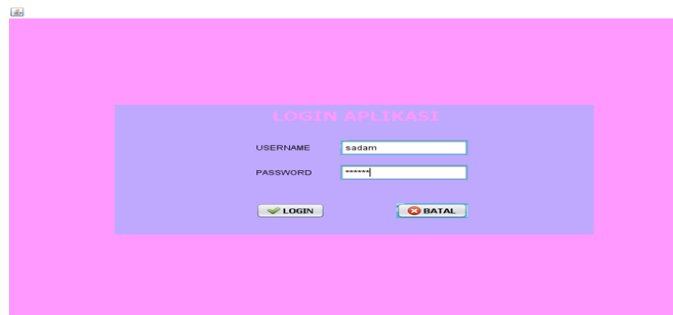 LOGIN APLIKASI
USERNAME sadam
PASSWORD ******
LOGIN BATAL